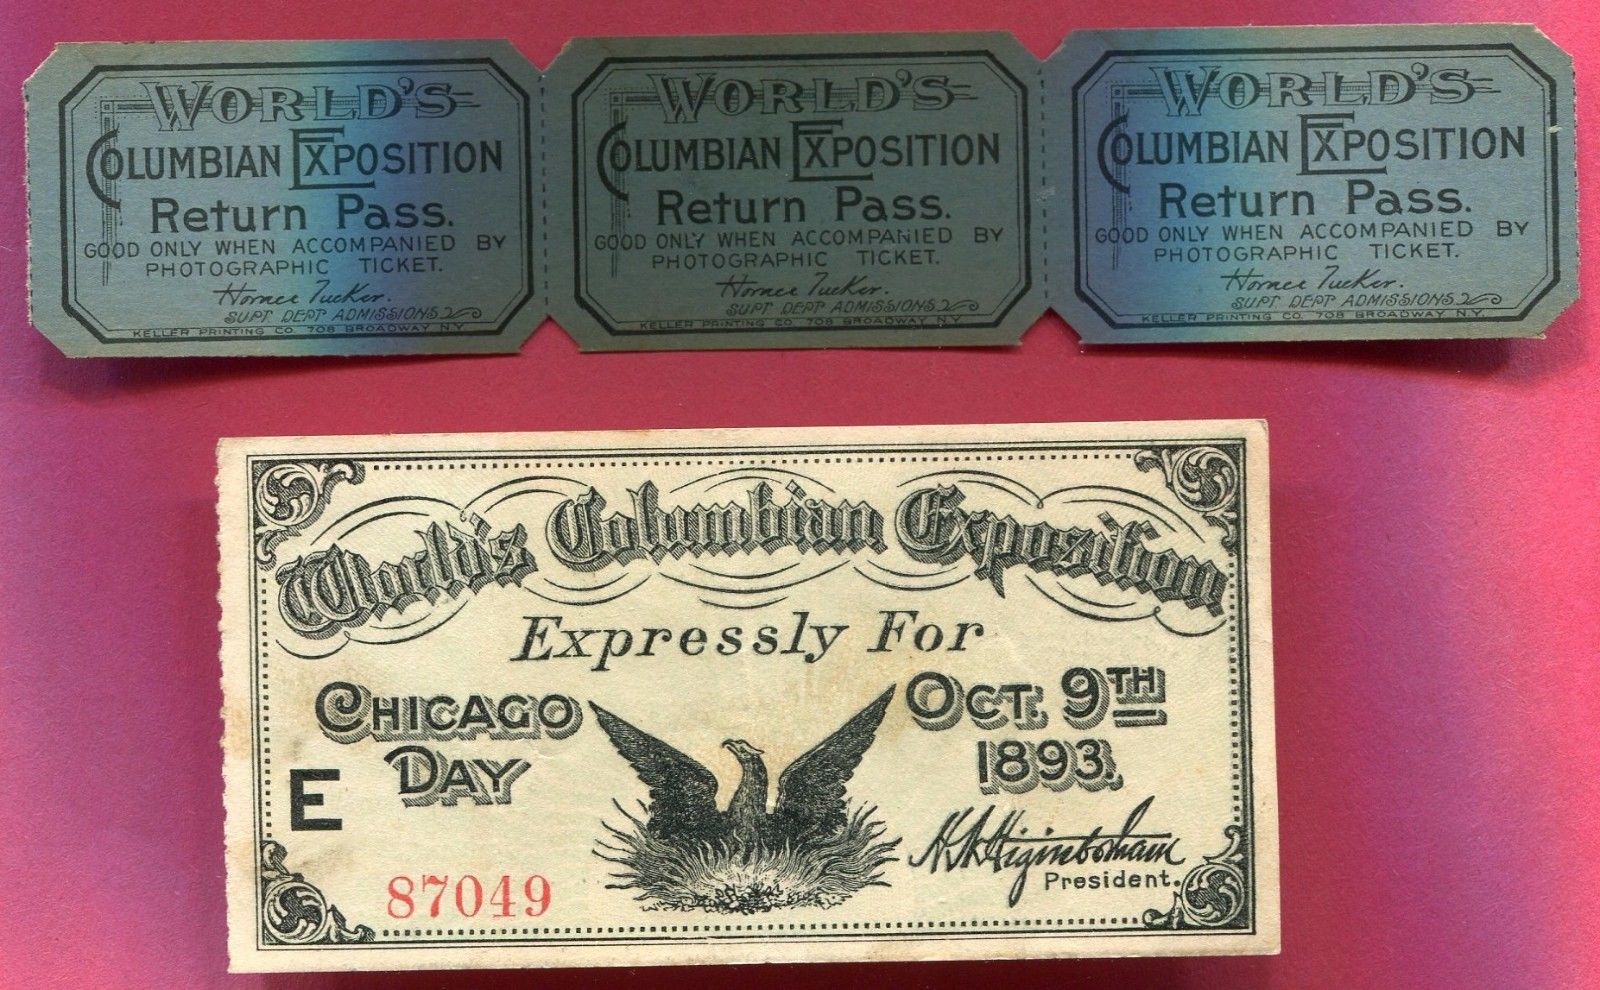 WORLD'S
COLUMBIAN EXPOSITION
Return Pass.
GOOD ONLY WHEN ACCOMPANIED BY
PHOTOGRAPHIC TICKET.
Horace Tucker.
SUPT DEPT ADMISSIONS
KELLER PRINTING CO. 708 BROADWAY N.Y.
WORLD'S
COLUMBIAN EXPOSITION
Return Pass.
GOOD ONLY WHEN ACCOMPANIED BY
PHOTOGRAPHIC TICKET.
Horace Tucker.
SUPT DEPT ADMISSIONS
KELLER PRINTING CO. 708 BROADWAY N.Y.
WORLD'S
COLUMBIAN EXPOSITION
Return Pass.
GOOD ONLY WHEN ACCOMPANIED BY
PHOTOGRAPHIC TICKET.
Horace Tucker.
SUPT DEPT ADMISSIONS
KELLER PRINTING CO. 708 BROADWAY N.Y.
World's Columbian Exposition
Expressly For
CHICAGO
DAY
OCT. 9TH
1893.
E
87049
H.N. Higinbotham
President.